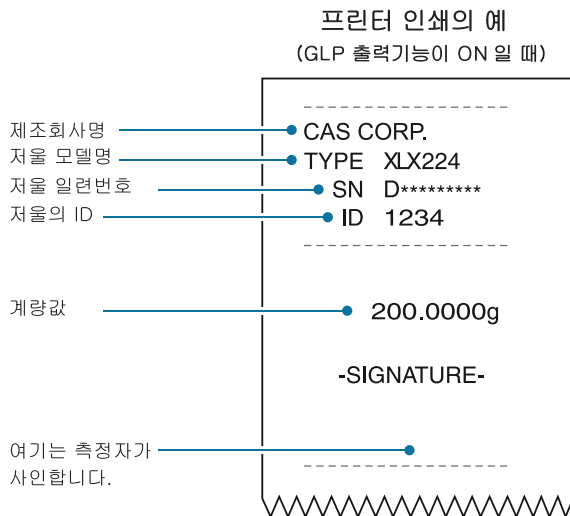 프린터 인쇄의 예
(GLP 출력기능이 ON 일 때)
제조회사명
CAS CORP.
저울 모델명
TYPE XLX224
저울 일련번호
SN D*********
저울의 ID
ID 1234
계량값
200.0000g
-SIGNATURE-
여기는 측정자가
사인합니다.